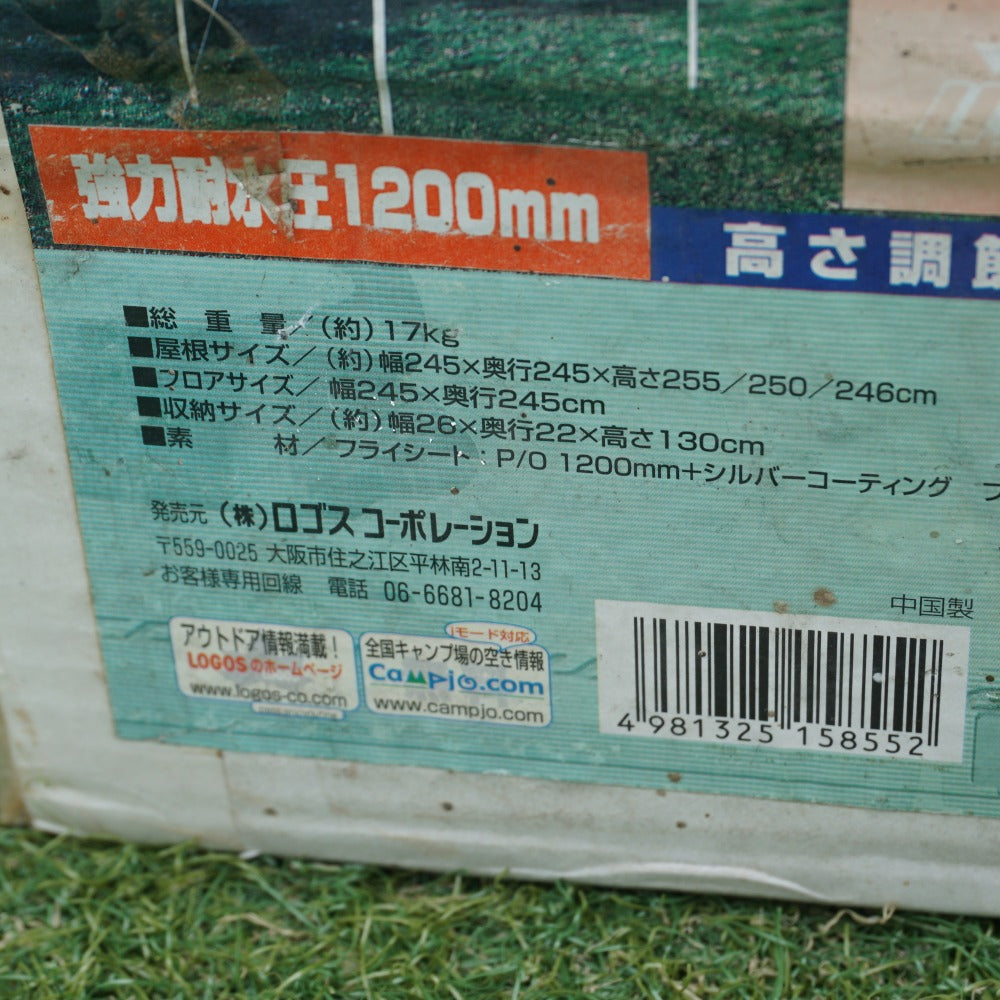 強力耐水圧1200mm
高さ調節
■総重量／(約)17kg
■屋根サイズ／(約)幅245×奥行245×高さ255／250／246cm
■フロアサイズ／幅245×奥行245cm
■収納サイズ／(約)幅26×奥行22×高さ130cm
■素材／フライシート：P/O 1200mm+シルバーコーティング フ
発売元 (株)ロゴス コーポレーション
〒559-0025 大阪市住之江区平林南2-11-13
お客様専用回線 電話 06-6681-8204
中国製
アウトドア情報満載！
LOGOSのホームページ
www.logos-co.com
iモード対応
全国キャンプ場の空き情報
Campjo.com
www.campjo.com
4 981325 158552